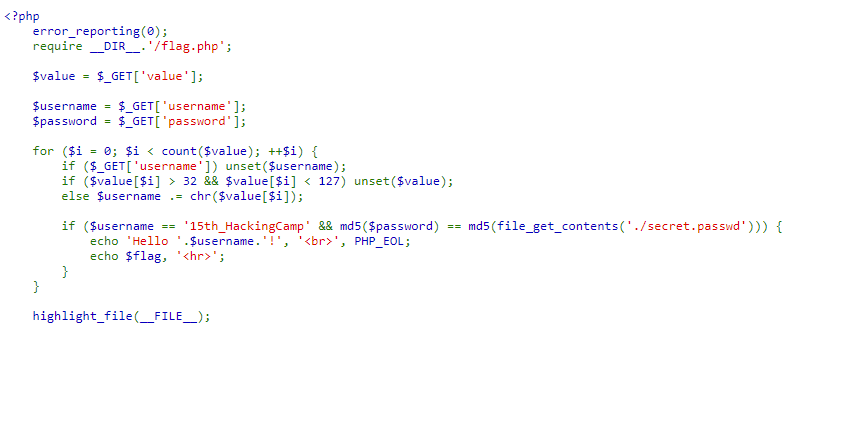 <?php
error_reporting(0);
require __DIR__.'/flag.php';
$value = $_GET['value'];
$username = $_GET['username'];
$password = $_GET['password'];
for ($i = 0; $i < count($value); ++$i) {
if ($_GET['username']) unset($username);
if ($value[$i] > 32 && $value[$i] < 127) unset($value);
else $username .= chr($value[$i]);
if ($username == '15th_HackingCamp' && md5($password) == md5(file_get_contents('./secret.passwd'))) {
echo 'Hello '.$username.'!', '<br>', PHP_EOL;
echo $flag, '<hr>';
}
}
highlight_file(__FILE__);